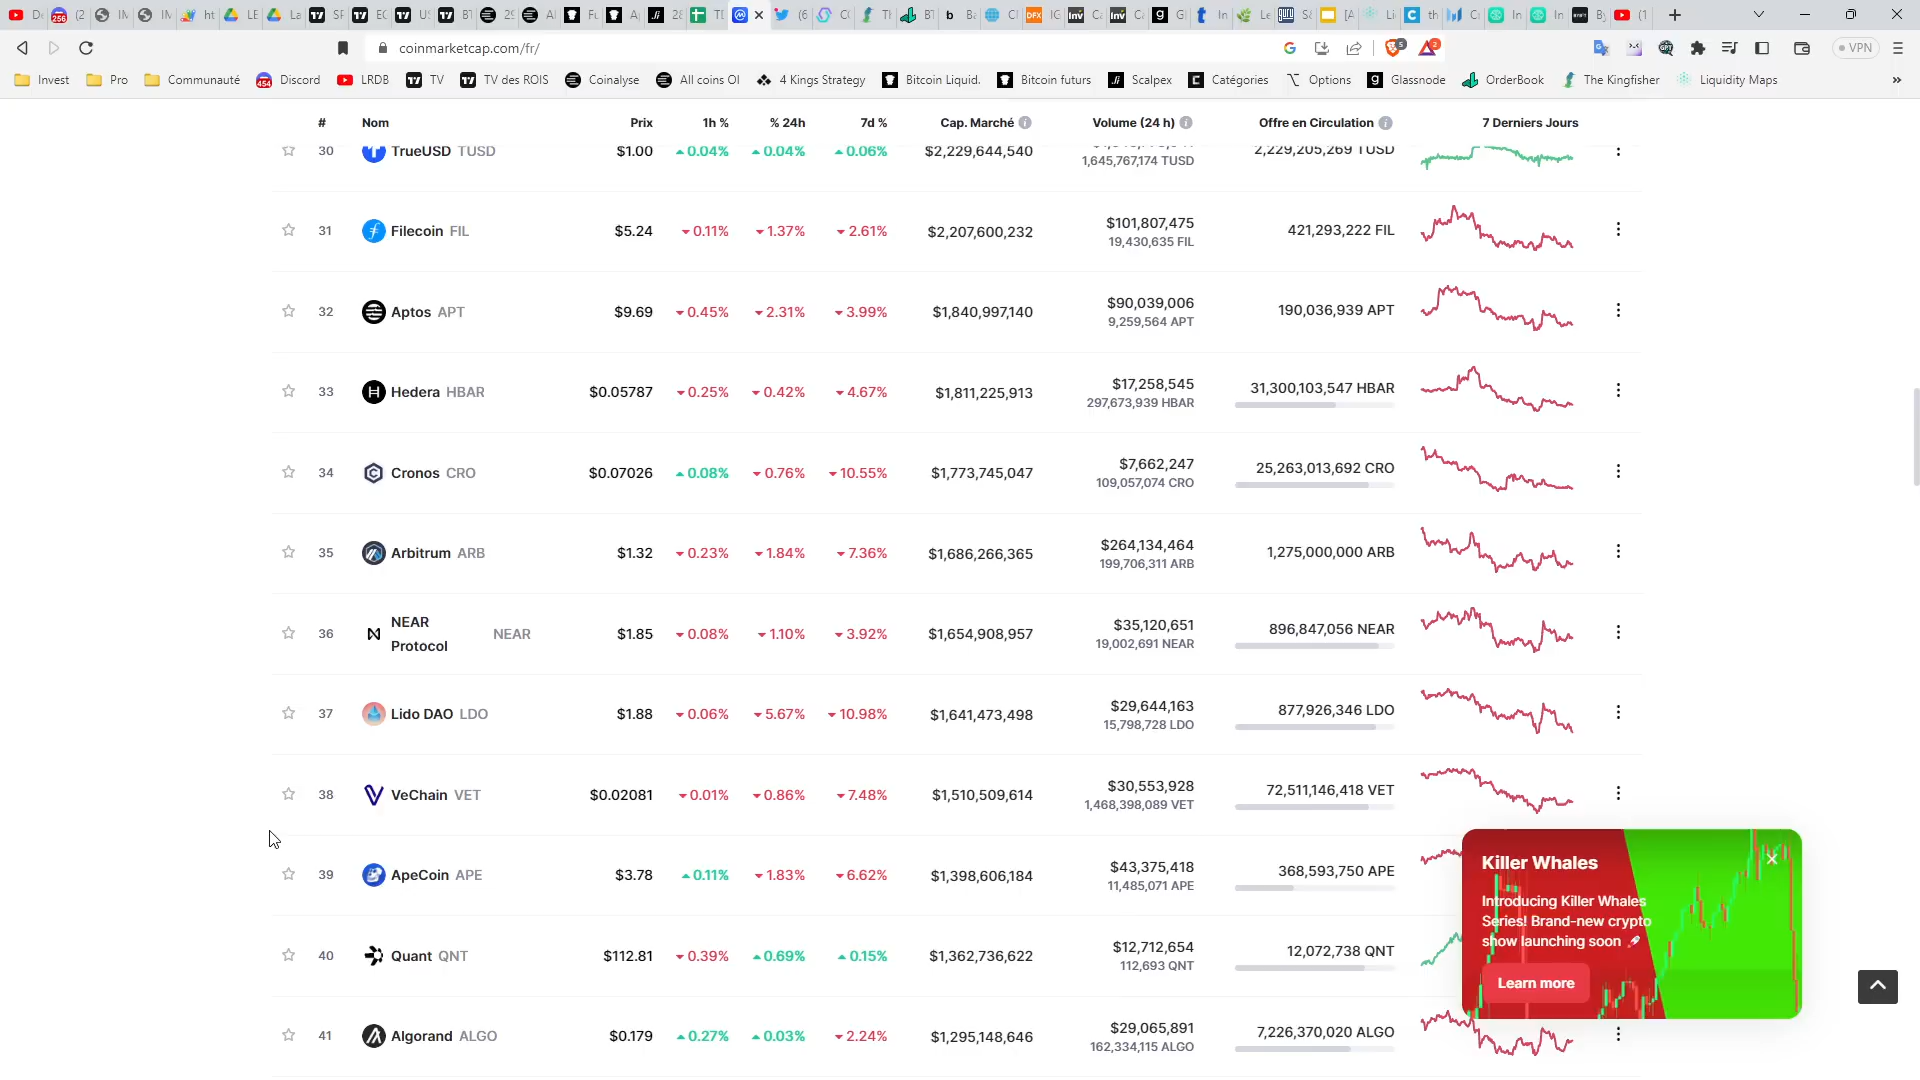 256
coinmarketcap.com/fr/
VPN
Invest Pro Communauté Discord LRDB TV TV des ROIS Coinalyse All coins OI 4 Kings Strategy Bitcoin Liquid. Bitcoin futurs Scalpex Catégories Options Glassnode OrderBook The Kingfisher Liquidity Maps »
# Nom Prix 1h % % 24h 7d % Cap. Marché Volume (24 h) Offre en Circulation 7 Derniers Jours
30 TrueUSD TUSD $1.00 0.04% 0.04% 0.06% $2,229,644,540 2,229,205,269 TUSD
1,645,767,174 TUSD
31 Filecoin FIL $5.24 0.11% 1.37% 2.61% $2,207,600,232 $101,807,475 421,293,222 FIL
19,430,635 FIL
32 Aptos APT $9.69 0.45% 2.31% 3.99% $1,840,997,140 $90,039,006 190,036,939 APT
9,259,564 APT
33 Hedera HBAR $0.05787 0.25% 0.42% 4.67% $1,811,225,913 $17,258,545 31,300,103,547 HBAR
297,673,939 HBAR
34 Cronos CRO $0.07026 0.08% 0.76% 10.55% $1,773,745,047 $7,662,247 25,263,013,692 CRO
109,057,074 CRO
35 Arbitrum ARB $1.32 0.23% 1.84% 7.36% $1,686,266,365 $264,134,464 1,275,000,000 ARB
199,706,311 ARB
36 NEAR Protocol NEAR $1.85 0.08% 1.10% 3.92% $1,654,908,957 $35,120,651 896,847,056 NEAR
19,002,691 NEAR
37 Lido DAO LDO $1.88 0.06% 5.67% 10.98% $1,641,473,498 $29,644,163 877,926,346 LDO
15,798,728 LDO
38 VeChain VET $0.02081 0.01% 0.86% 7.48% $1,510,509,614 $30,553,928 72,511,146,418 VET
1,468,398,089 VET
39 ApeCoin APE $3.78 0.11% 1.83% 6.62% $1,398,606,184 $43,375,418 368,593,750 APE
11,485,071 APE
40 Quant QNT $112.81 0.39% 0.69% 0.15% $1,362,736,622 $12,712,654 12,072,738 QNT
112,693 QNT
41 Algorand ALGO $0.179 0.27% 0.03% 2.24% $1,295,148,646 $29,065,891 7,226,370,020 ALGO
162,334,115 ALGO
Killer Whales
Introducing Killer Whales
Series! Brand-new crypto
show launching soon
Learn more